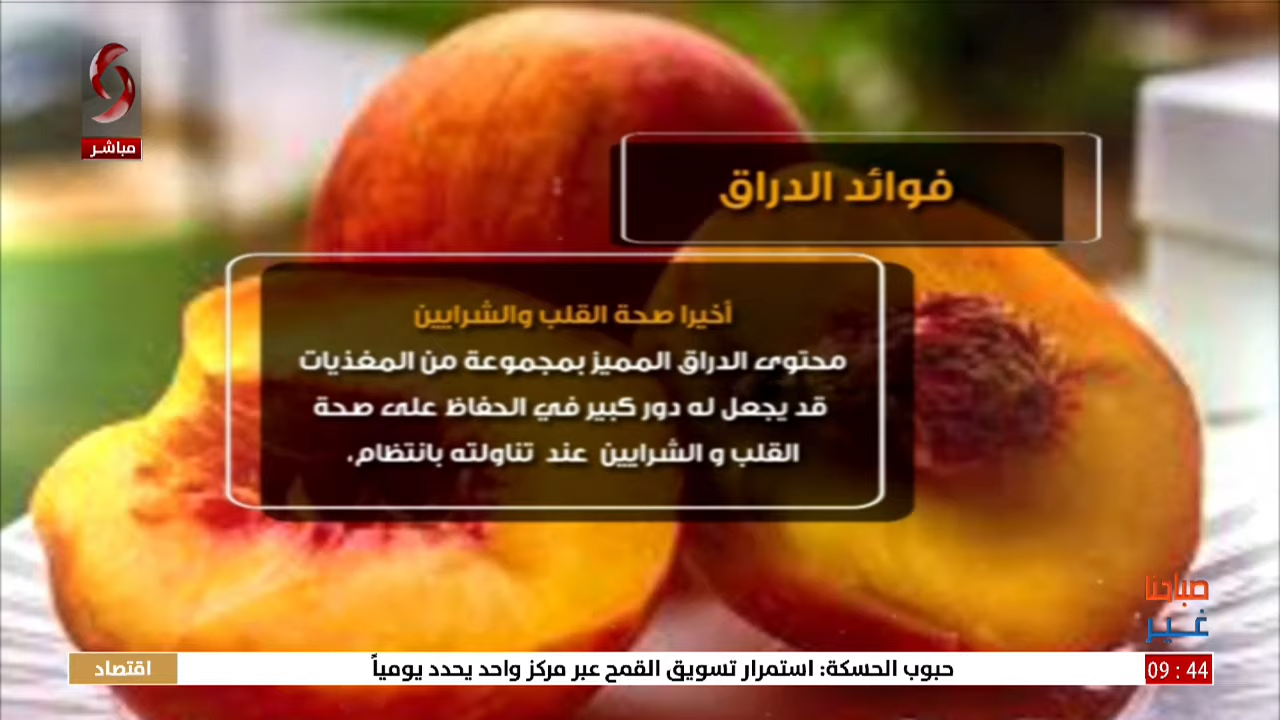 مباشر
فوائد الدراق
أخيرا صحة القلب والشرايين
محتوى الدراق المميز بمجموعة من المغذيات
قد يجعل له دور كبير في الحفاظ على صحة
القلب و الشرايين عند تناولته بانتظام.
صباحنا
غير
حبوب الحسكة: استمرار تسويق القمح عبر مركز واحد يحدد يومياً
اقتصاد
09 : 44